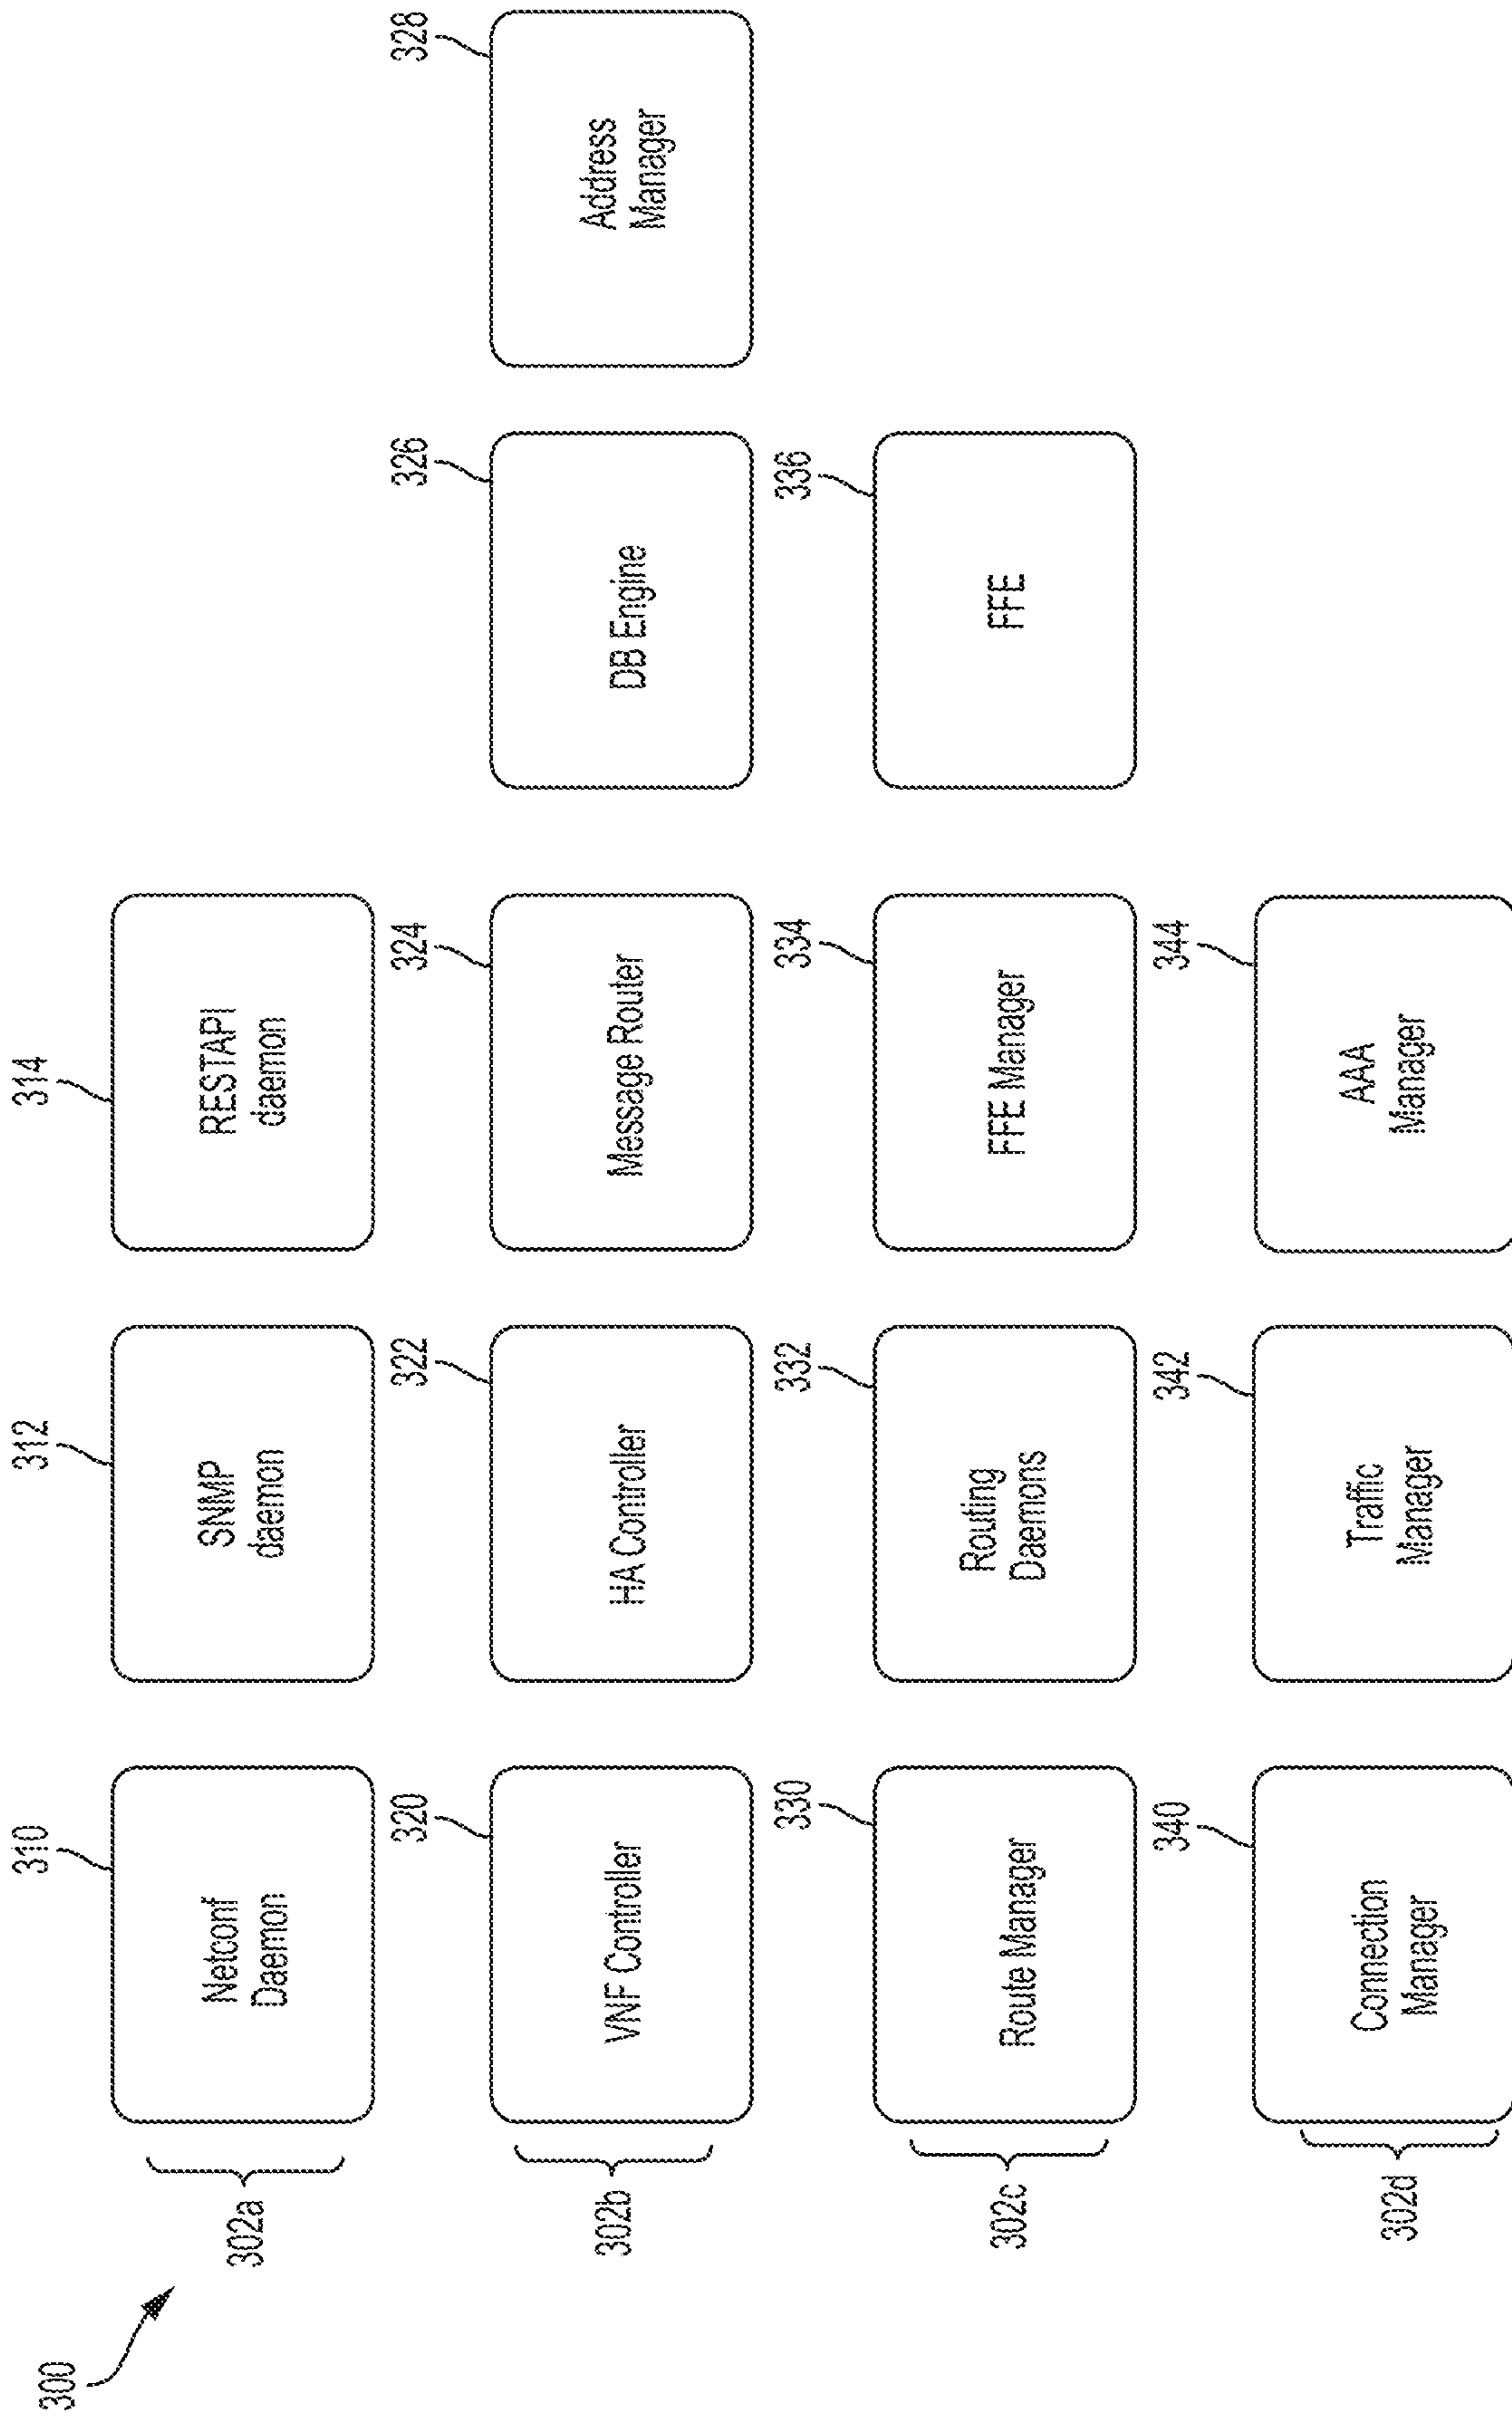 300
310
312
314
302a
Netconf
Daemon
SNMP
daemon
RESTAPI
daemon
320
322
324
326
328
302b
VNF Controller
HA Controller
Message Router
DB Engine
Address
Manager
330
332
334
336
302c
Route Manager
Routing
Daemons
FFE Manager
FFE
340
342
344
302d
Connection
Manager
Traffic
Manager
AAA
Manager